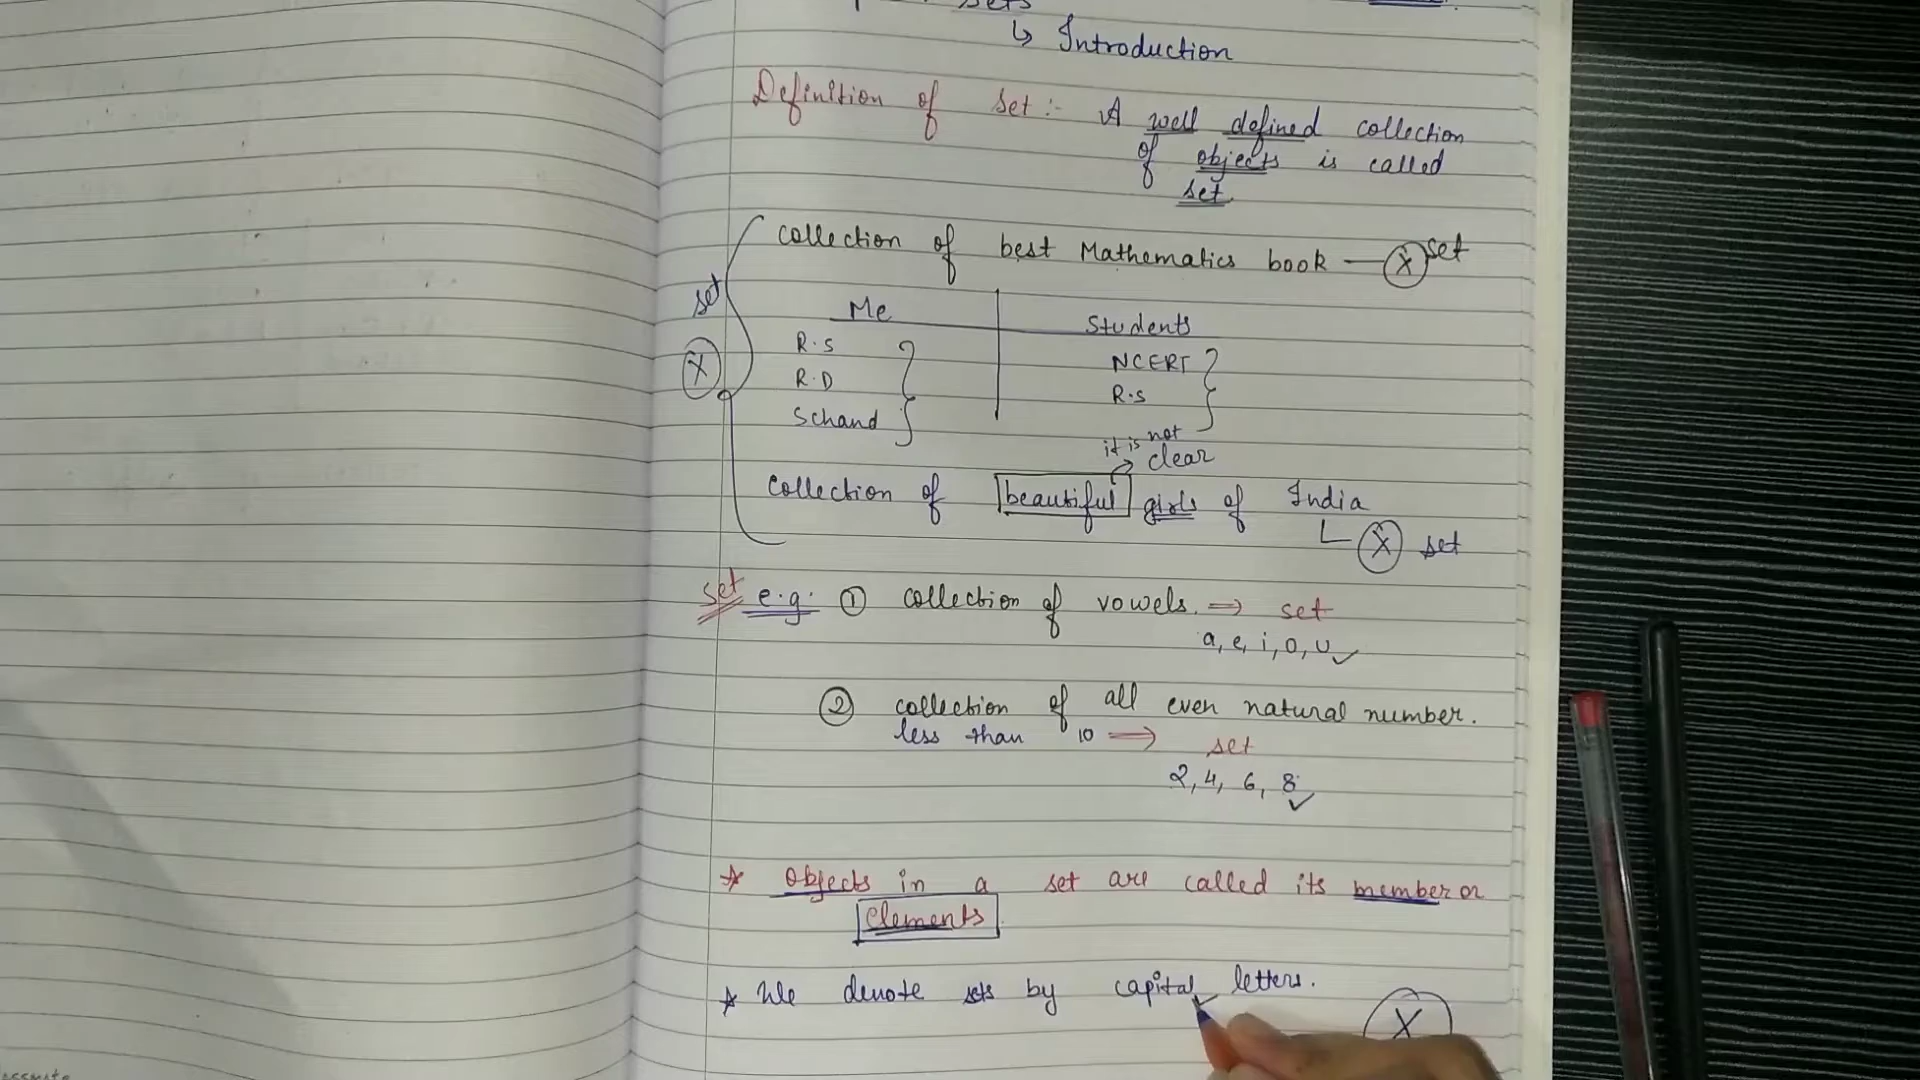 sets
↳ Introduction
Definition of set :- A well defined collection
of objects is called
set
collection of best Mathematics book — X set
set
X
Me
Students
R.S
NCERT
R.D
R.S
Schand
it is not
clear
collection of beautiful girls of India
X set
set e.g. ① collection of vowels. ⇒ set
a, e, i, o, u
② collection of all even natural number.
less than 10 ⇒ set
2, 4, 6, 8
* Objects in a set are called its member or
elements
* We denote sets by capital letters.
X